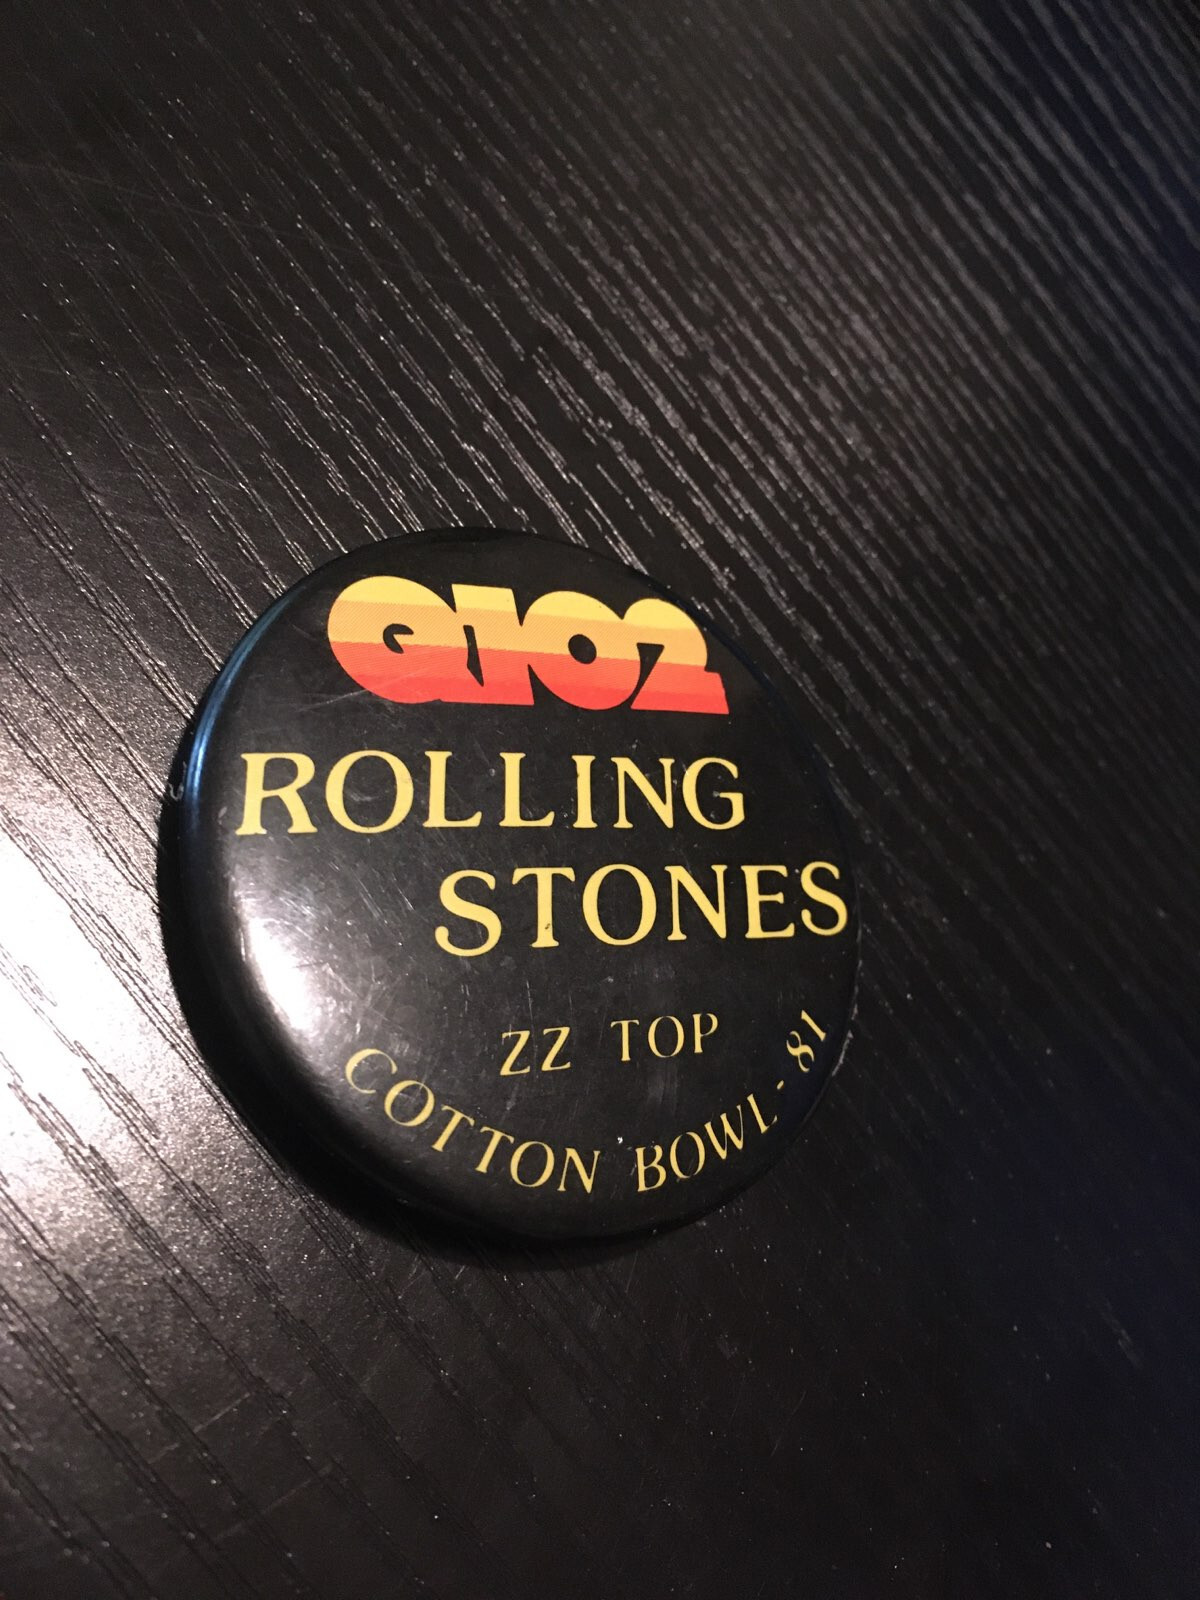 Q102
ROLLING
STONES
ZZ TOP
COTTON BOWL - 81